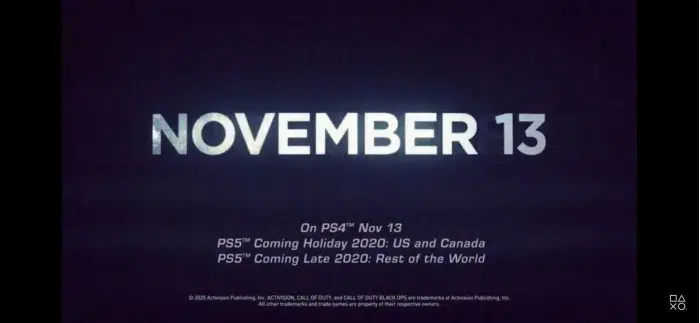 NOVEMBER 13
On PS4™ Nov 13
PS5™ Coming Holiday 2020: US and Canada
PS5™ Coming Late 2020: Rest of the World
© 2020 Activision Publishing, Inc. ACTIVISION, CALL OF DUTY, and CALL OF DUTY BLACK OPS are trademarks of Activision Publishing, Inc.
All other trademarks and trade names are property of their respective owners.